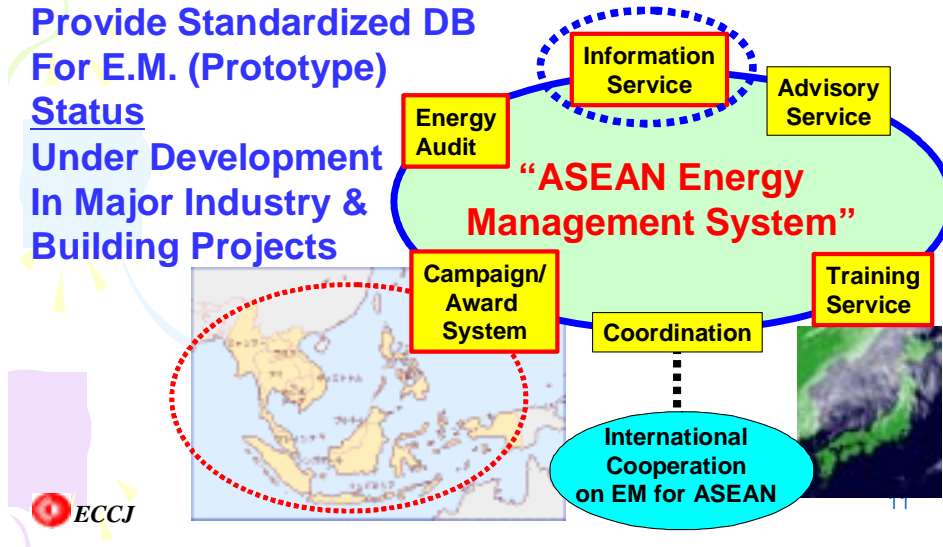 Provide Standardized DB
For E.M. (Prototype)
Status
Under Development
In Major Industry &
Building Projects
Information
Service
Advisory
Service
Energy
Audit
“ASEAN Energy
Management System”
Campaign/
Award
System
Training
Service
Coordination
International
Cooperation
on EM for ASEAN
ECCJ
11